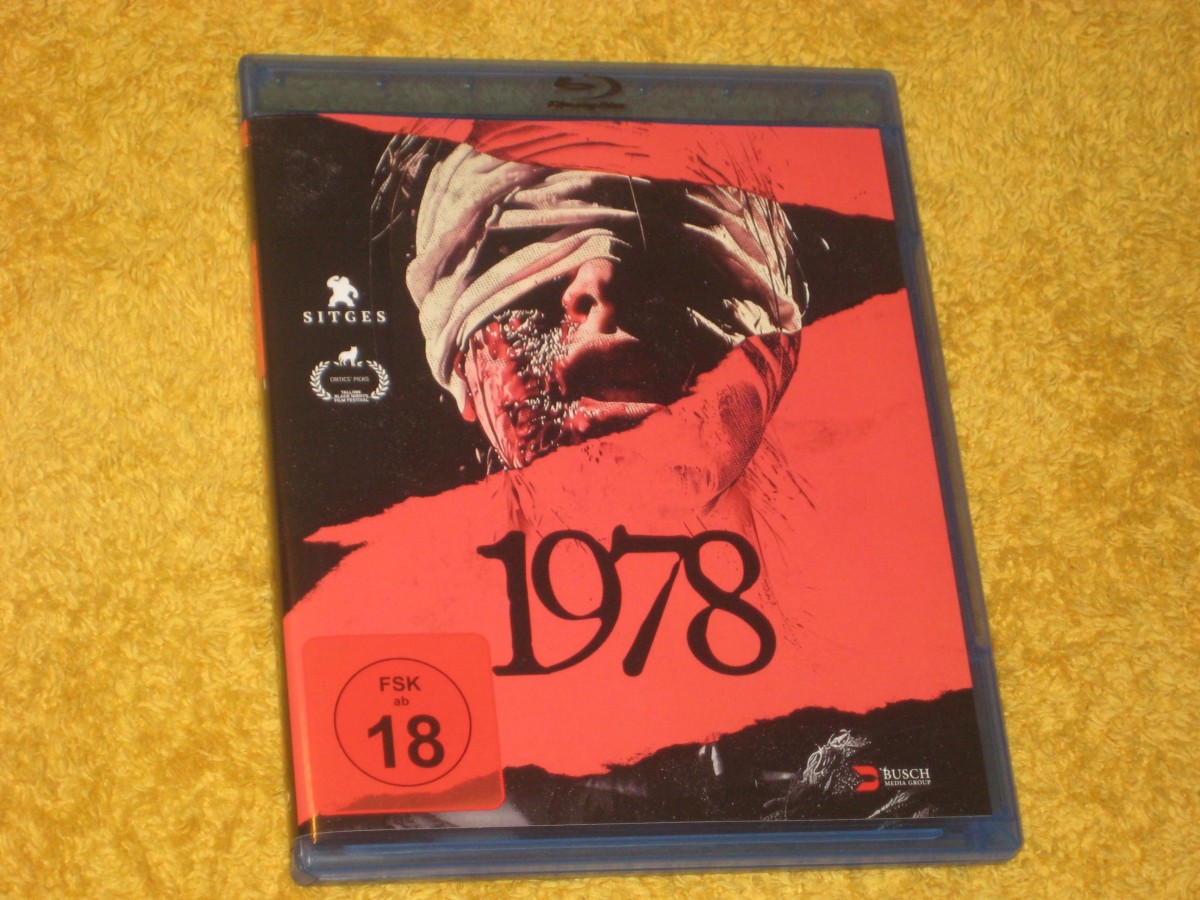 Blu-ray Disc
SITGES
CRITICS' PICKS
TALLINN
BLACK NIGHTS
FILM FESTIVAL
1978
FSK
ab
18
BUSCH
MEDIA GROUP